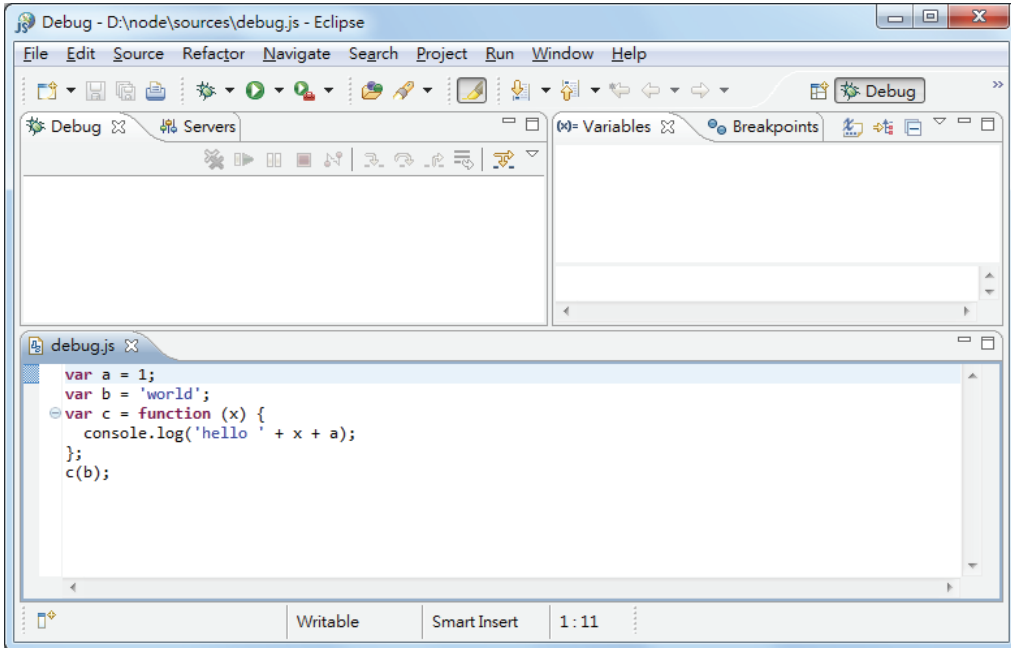 Debug - D:\node\sources\debug.js - Eclipse
File Edit Source Refactor Navigate Search Project Run Window Help
Debug
Debug Servers
(x)= Variables Breakpoints
debug.js
var a = 1;
var b = 'world';
var c = function (x) {
console.log('hello ' + x + a);
};
c(b);
Writable Smart Insert 1 : 11